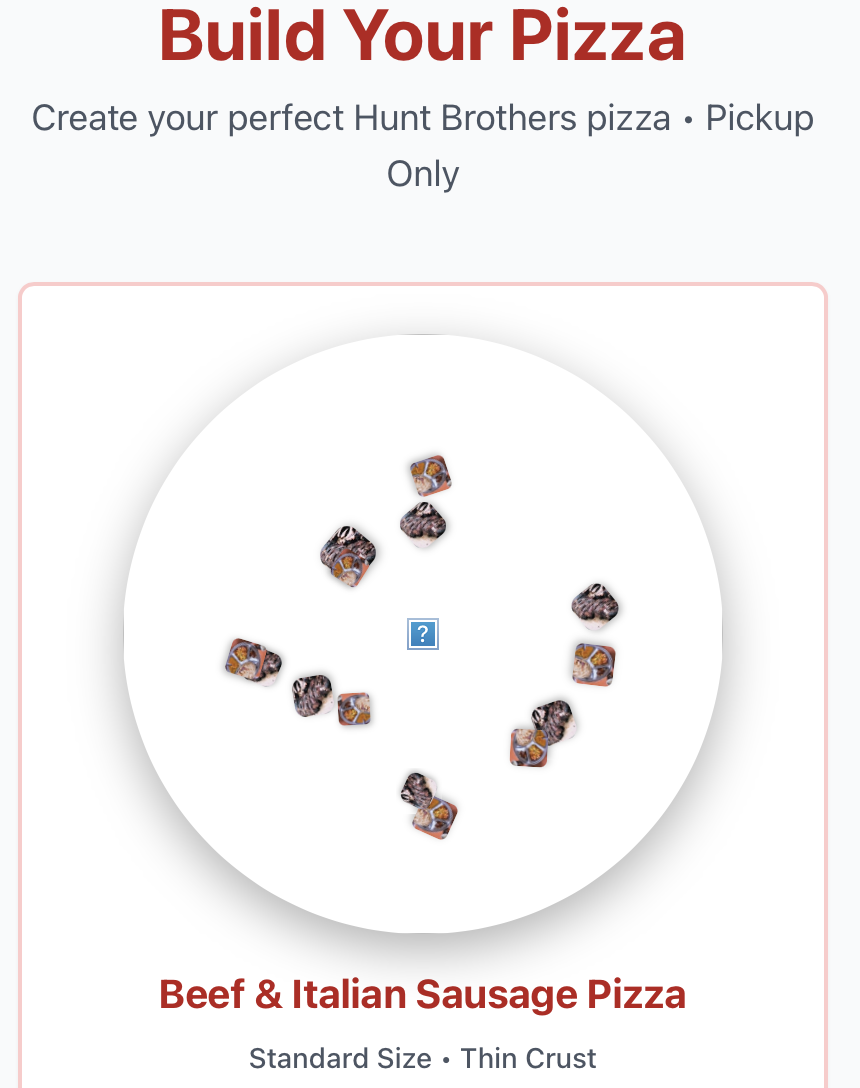 Build Your Pizza
Create your perfect Hunt Brothers pizza • Pickup
Only
?
Beef & Italian Sausage Pizza
Standard Size • Thin Crust